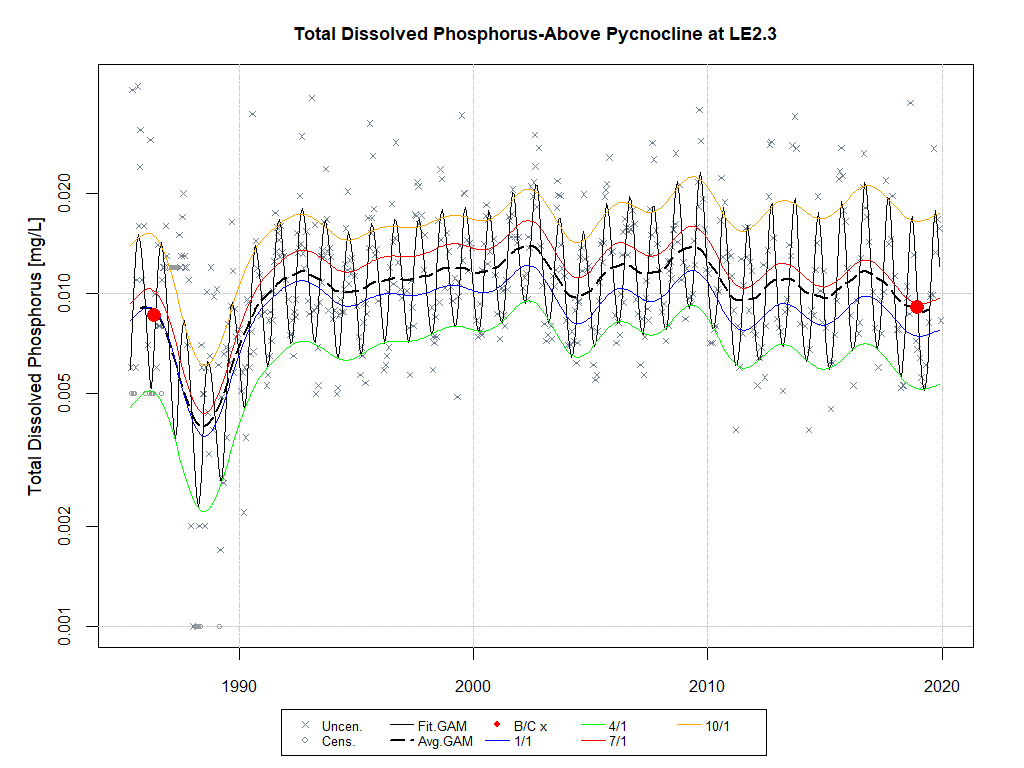 Total Dissolved Phosphorus-Above Pycnocline at LE2.3
Total Dissolved Phosphorus [mg/L]
0.020
0.010
0.005
0.002
0.001
1990 2000 2010 2020
Uncen. Fit.GAM B/C x 4/1 10/1
Cens. Avg.GAM 1/1 7/1